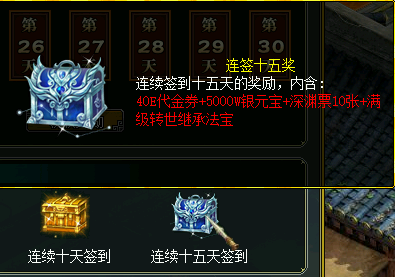 第 第 第 第 第
26 27 28 29 30
天 天 天 天 天
连签十五奖
连续签到十五天的奖励，内含：
40E代金券+5000W银元宝+深渊票10张+满
级转世继承法宝
连续十天签到
连续十五天签到